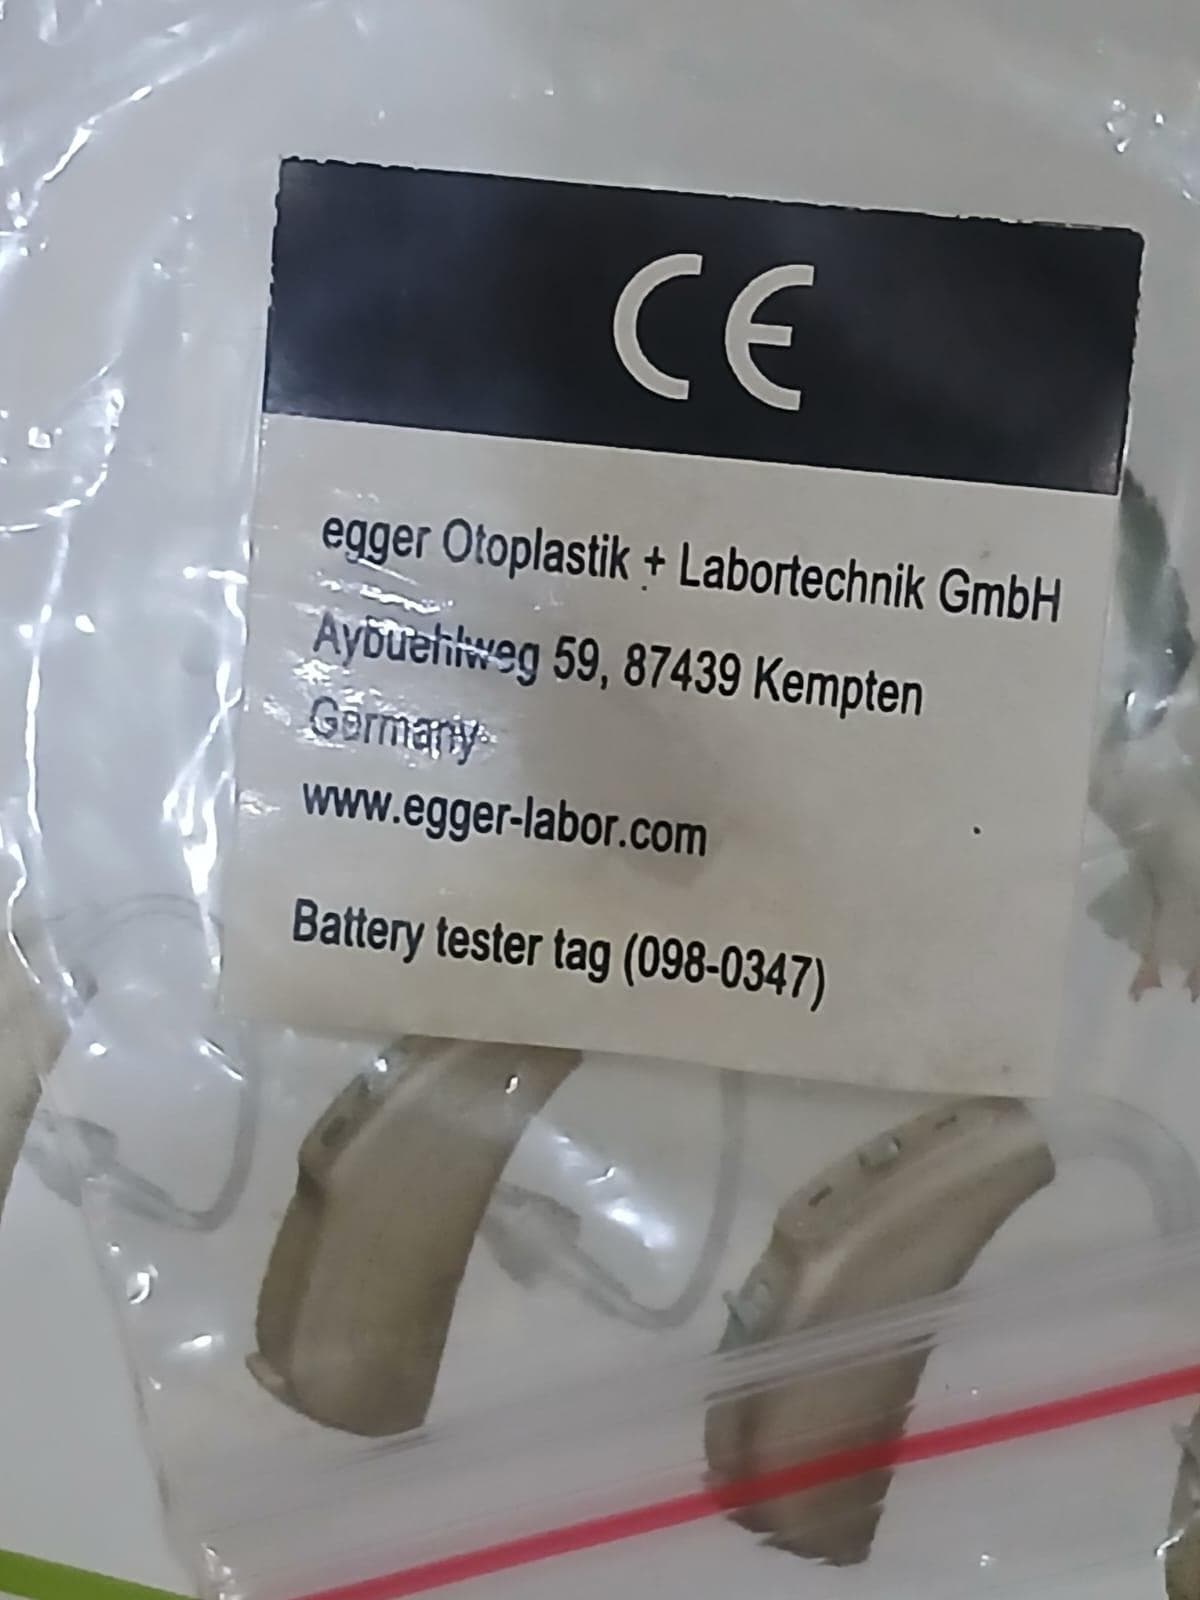 CE
egger Otoplastik + Labortechnik GmbH
Aybuehlweg 59, 87439 Kempten
Germany
www.egger-labor.com
Battery tester tag (098-0347)